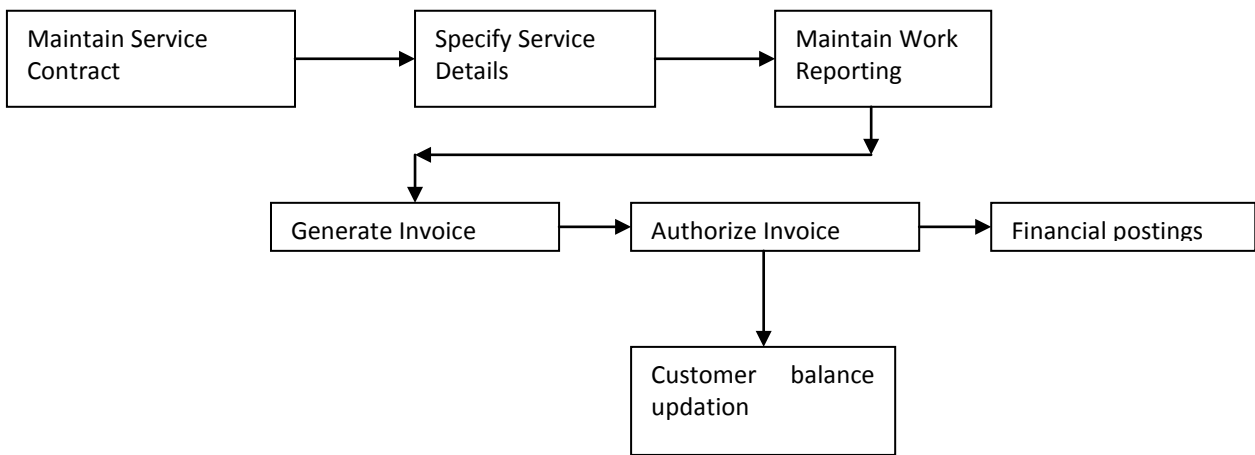 Maintain Service
Contract
Specify Service
Details
Maintain Work
Reporting
Generate Invoice
Authorize Invoice
Financial postings
Customer balance
updation